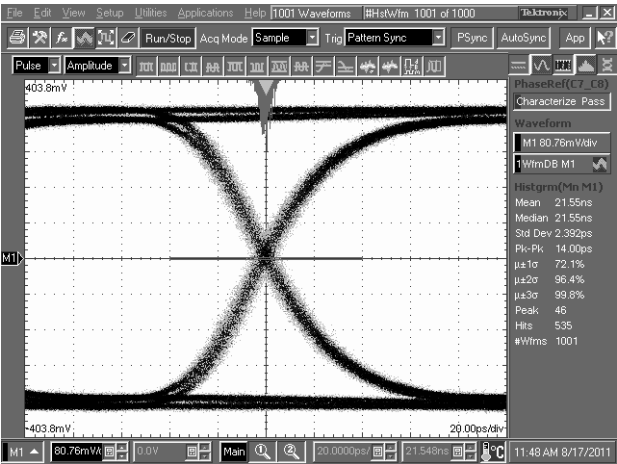 File Edit View Setup Utilities Applications Help 1001 Waveforms #HstWfm 1001 of 1000 Tektronix
Run/Stop Acq Mode Sample Trig Pattern Sync PSync AutoSync App
Pulse Amplitude
403.8mV
PhaseRef(C7_C8)
Characterize Pass
Waveform
M1 80.76mV/div
1 WfmDB M1
Histgrm(Mn M1)
Mean 21.55ns
Median 21.55ns
Std Dev 2.392ps
Pk-Pk 14.00ps
µ±1σ 72.1%
µ±2σ 96.4%
µ±3σ 99.8%
Peak 46
Hits 535
#Wfms 1001
M1
-403.8mV 20.00ps/div
M1 80.76mV/ 0.0V Main 1 2 20.0000ps/ 21.548ns °C 11:48 AM 8/17/2011